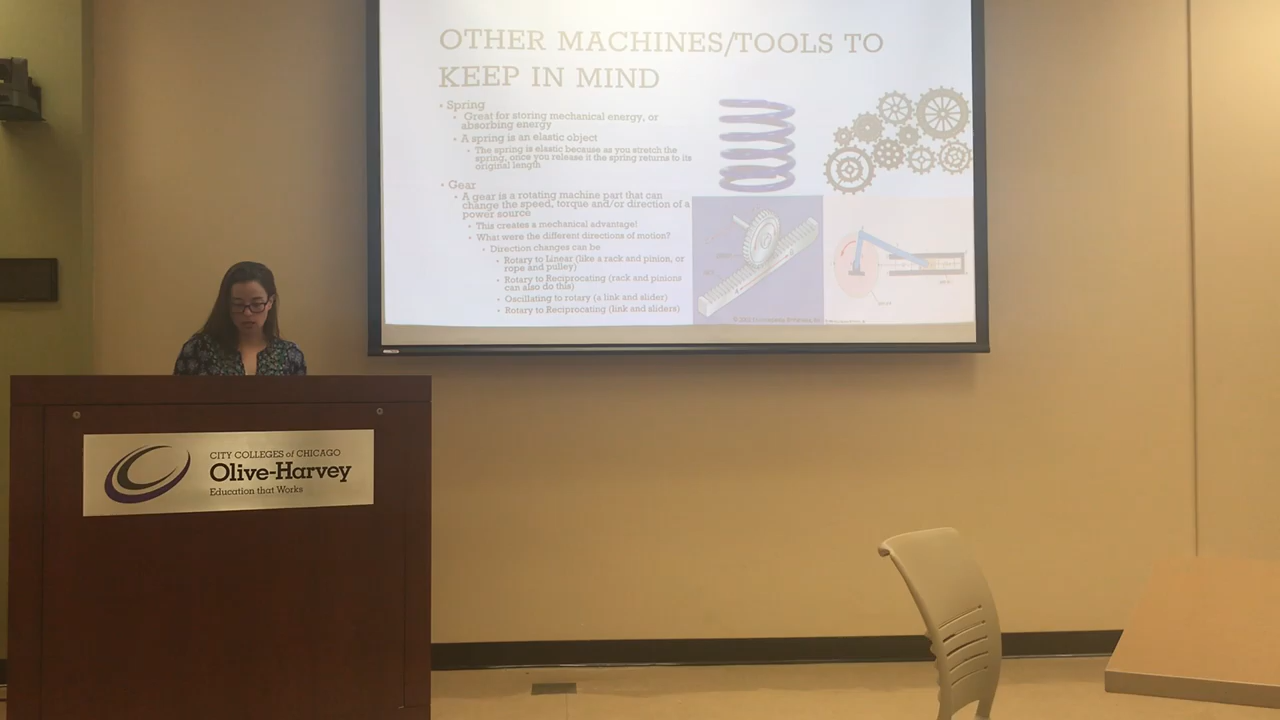 OTHER MACHINES/TOOLS TO
KEEP IN MIND
• Spring
• Great for storing mechanical energy, or
absorbing energy
• A spring is an elastic object
• The spring is elastic because as you stretch the
spring, once you release it the spring returns to its
original length
• Gear
• A gear is a rotating machine part that can
change the speed, torque and/or direction of a
power source
• This creates a mechanical advantage!
• What were the different directions of motion?
• Direction changes can be
• Rotary to Linear (like a rack and pinion, or
rope and pulley)
• Rotary to Reciprocating (rack and pinions
can also do this)
• Oscillating to rotary (a link and slider)
• Rotary to Reciprocating (link and sliders)
CITY COLLEGES of CHICAGO
Olive-Harvey
Education that Works